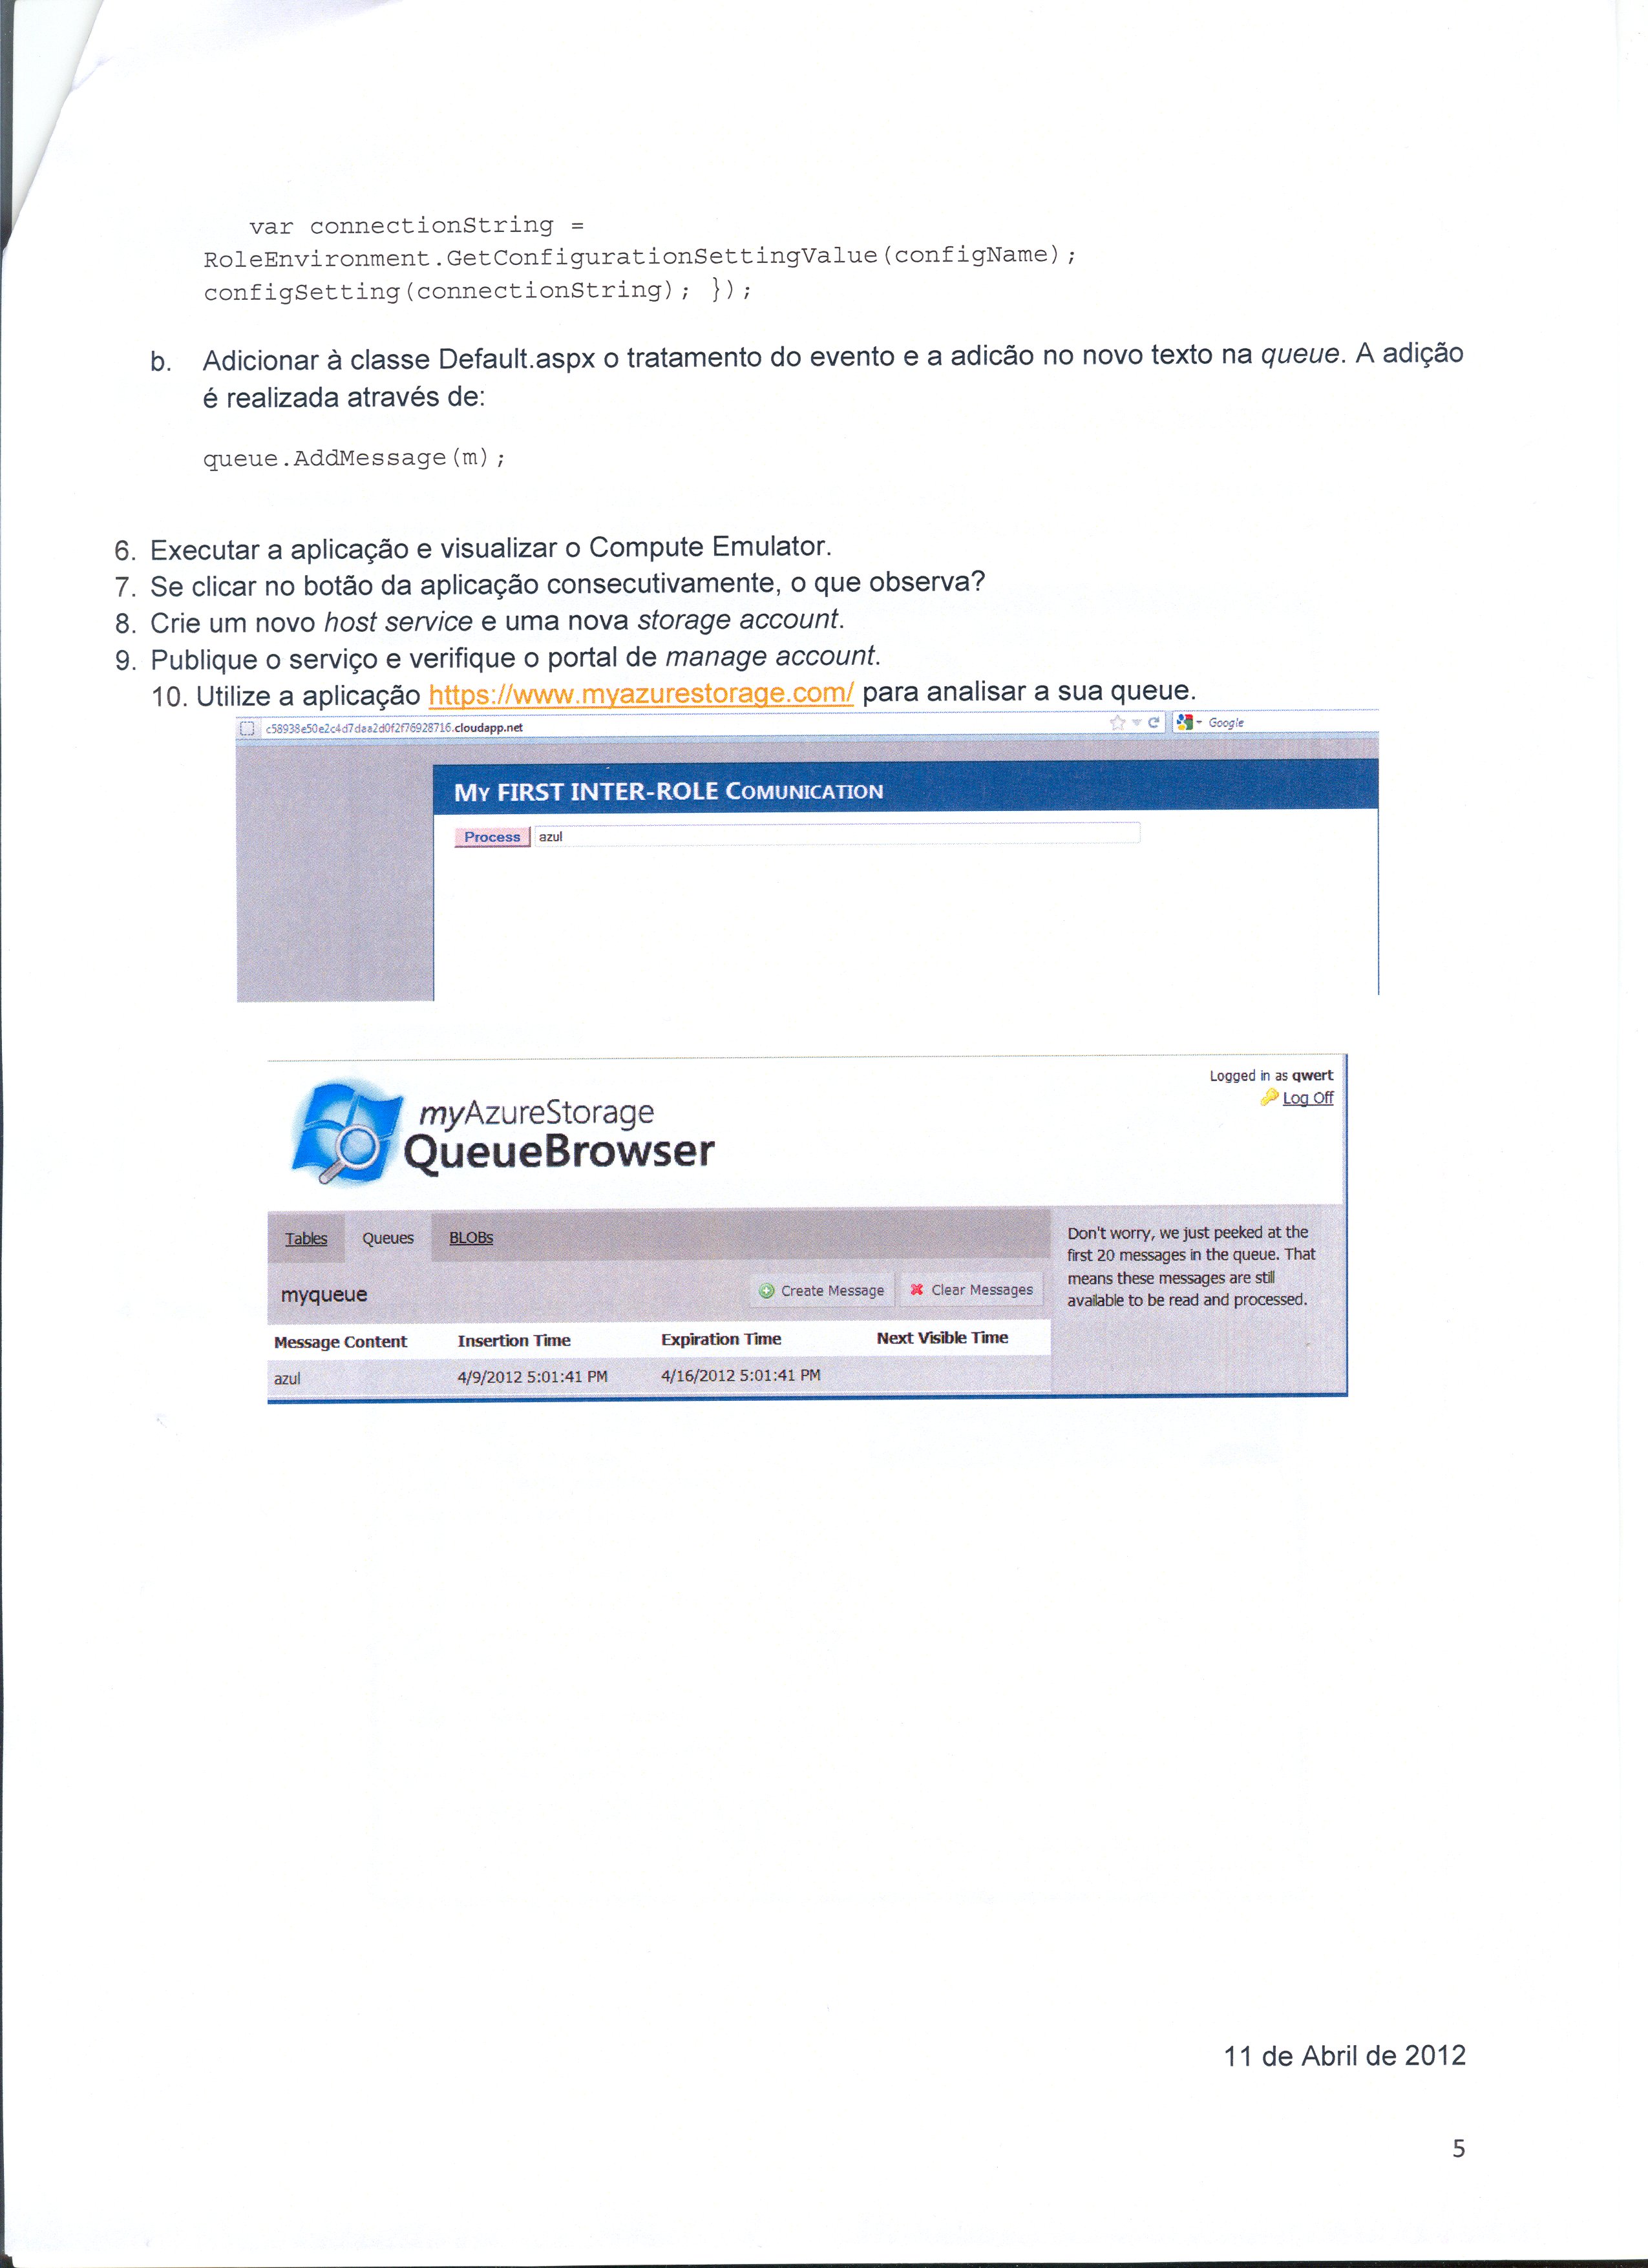 var connectionString =
RoleEnvironment.GetConfigurationSettingValue(configName);
configSetting(connectionString); });
b. Adicionar à classe Default.aspx o tratamento do evento e a adicão no novo texto na queue. A adição
é realizada através de:
queue.AddMessage(m);
6. Executar a aplicação e visualizar o Compute Emulator.
7. Se clicar no botão da aplicação consecutivamente, o que observa?
8. Crie um novo host service e uma nova storage account.
9. Publique o serviço e verifique o portal de manage account.
10. Utilize a aplicação https://www.myazurestorage.com/ para analisar a sua queue.
c58938e50e2c4d7daa2d0f2f76928716.cloudapp.net Google
MY FIRST INTER-ROLE COMUNICATION
Process azul
Logged in as qwert
Log Off
myAzureStorage
QueueBrowser
Tables Queues BLOBs
Don't worry, we just peeked at the
first 20 messages in the queue. That
means these messages are still
available to be read and processed.
myqueue Create Message Clear Messages
Message Content Insertion Time Expiration Time Next Visible Time
azul 4/9/2012 5:01:41 PM 4/16/2012 5:01:41 PM
11 de Abril de 2012
5